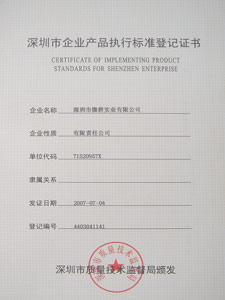 深圳市企业产品执行标准登记证书
CERTIFICATE OF IMPLEMENTING PRODUCT
STANDARDS FOR SHENZHEN ENTERPRISE
企业名称 深圳市骥群实业有限公司
企业性质 有限责任公司
单位代码 71520957X
隶属关系
发证日期 2007-07-04
登记编号 4403041141
深圳市质量技术监督局颁发